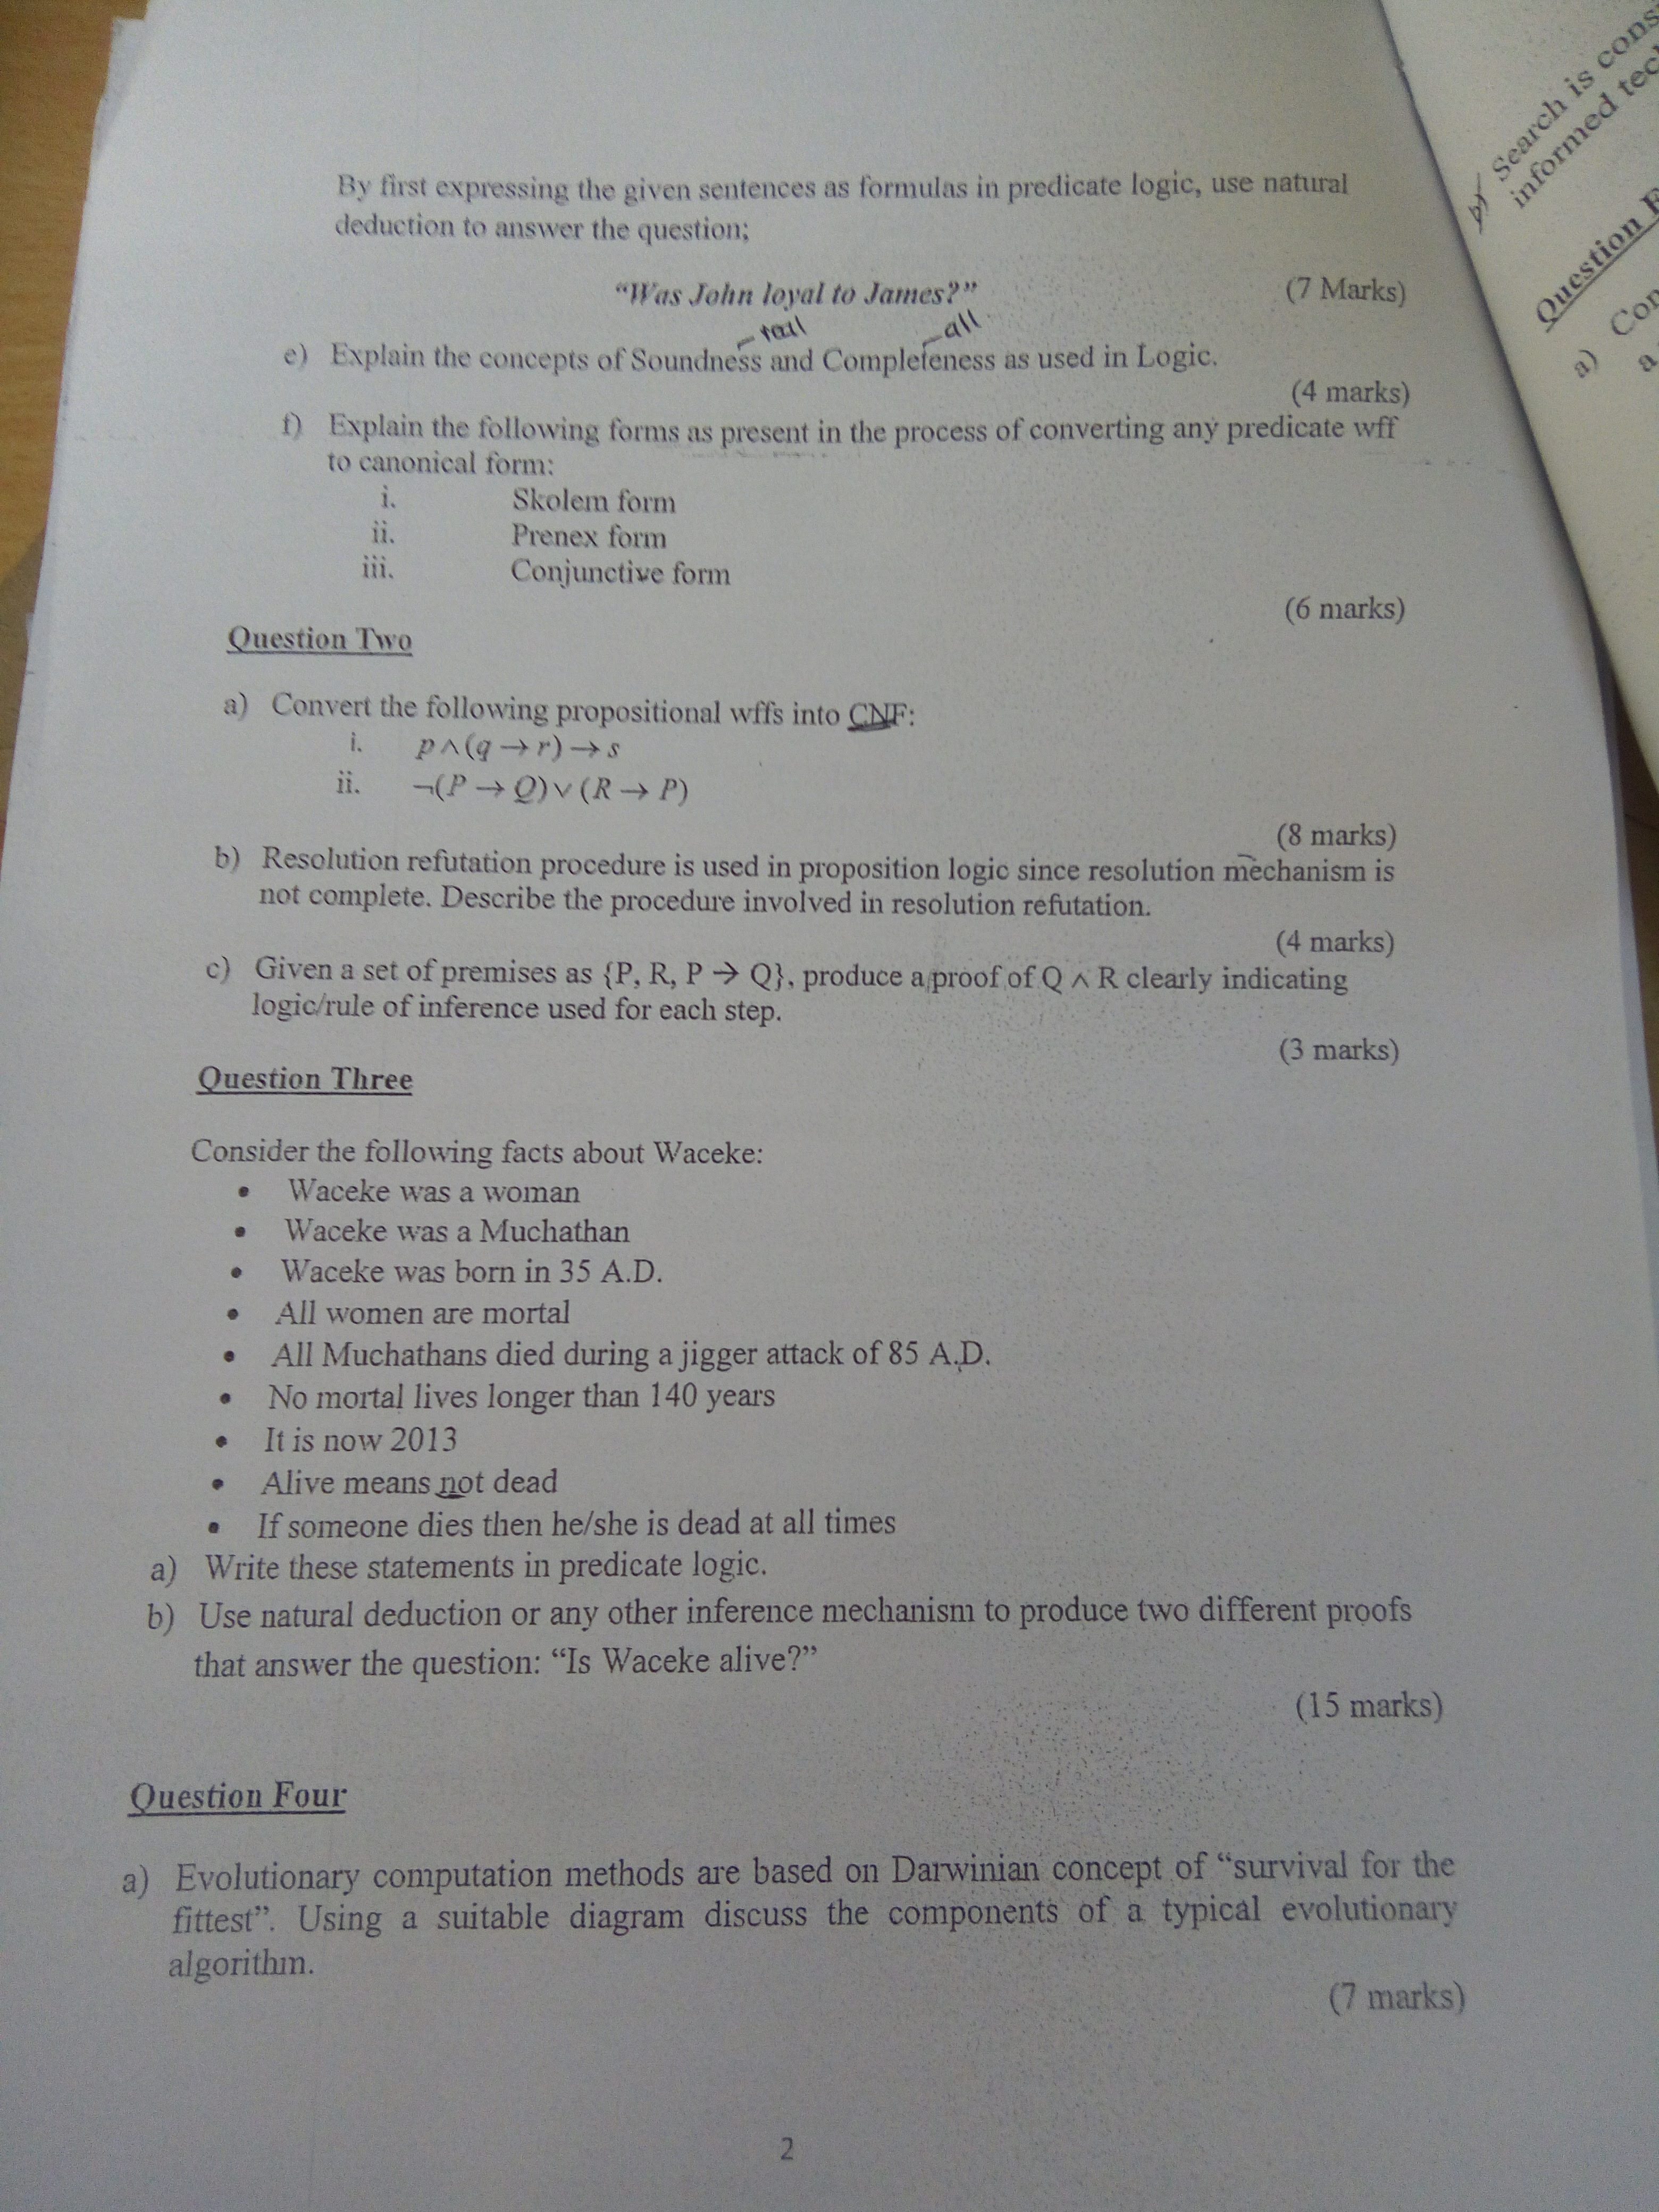 By first expressing the given sentences as formulas in predicate logic, use natural
deduction to answer the question;
"Was John loyal to James?" (7 Marks)
all
e) Explain the concepts of Soundness and Completeness as used in Logic.
(4 marks)
f) Explain the following forms as present in the process of converting any predicate wff
to canonical form:
i. Skolem form
ii. Prenex form
iii. Conjunctive form
(6 marks)
Question Two
a) Convert the following propositional wffs into CNF:
i. p∧(q→r)→s
ii. ¬(P→Q)∨(R→P)
(8 marks)
b) Resolution refutation procedure is used in proposition logic since resolution mechanism is
not complete. Describe the procedure involved in resolution refutation.
(4 marks)
c) Given a set of premises as {P, R, P → Q}, produce a proof of Q ∧ R clearly indicating
logic/rule of inference used for each step.
(3 marks)
Question Three
Consider the following facts about Waceke:
• Waceke was a woman
• Waceke was a Muchathan
• Waceke was born in 35 A.D.
• All women are mortal
• All Muchathans died during a jigger attack of 85 A.D.
• No mortal lives longer than 140 years
• It is now 2013
• Alive means not dead
• If someone dies then he/she is dead at all times
a) Write these statements in predicate logic.
b) Use natural deduction or any other inference mechanism to produce two different proofs
that answer the question: "Is Waceke alive?"
(15 marks)
Question Four
a) Evolutionary computation methods are based on Darwinian concept of "survival for the
fittest". Using a suitable diagram discuss the components of a typical evolutionary
algorithm.
(7 marks)
2
b) Search is
informed
Question
a)